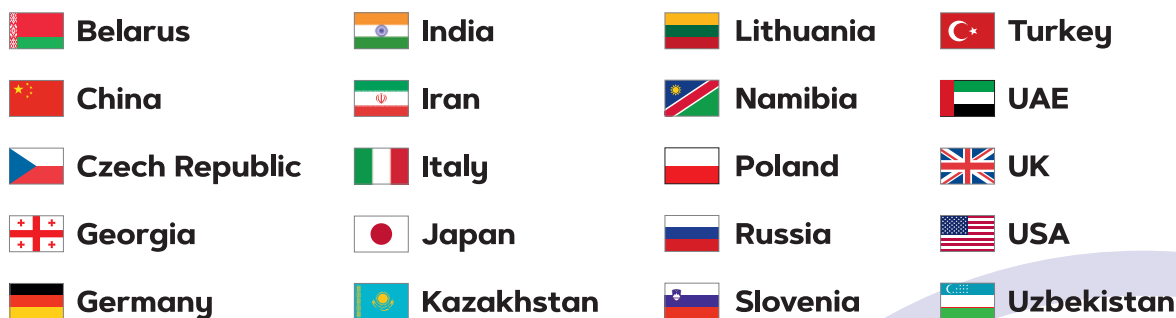 Belarus
China
Czech Republic
Georgia
Germany
India
Iran
Italy
Japan
Kazakhstan
Lithuania
Namibia
Poland
Russia
Slovenia
Turkey
UAE
UK
USA
Uzbekistan